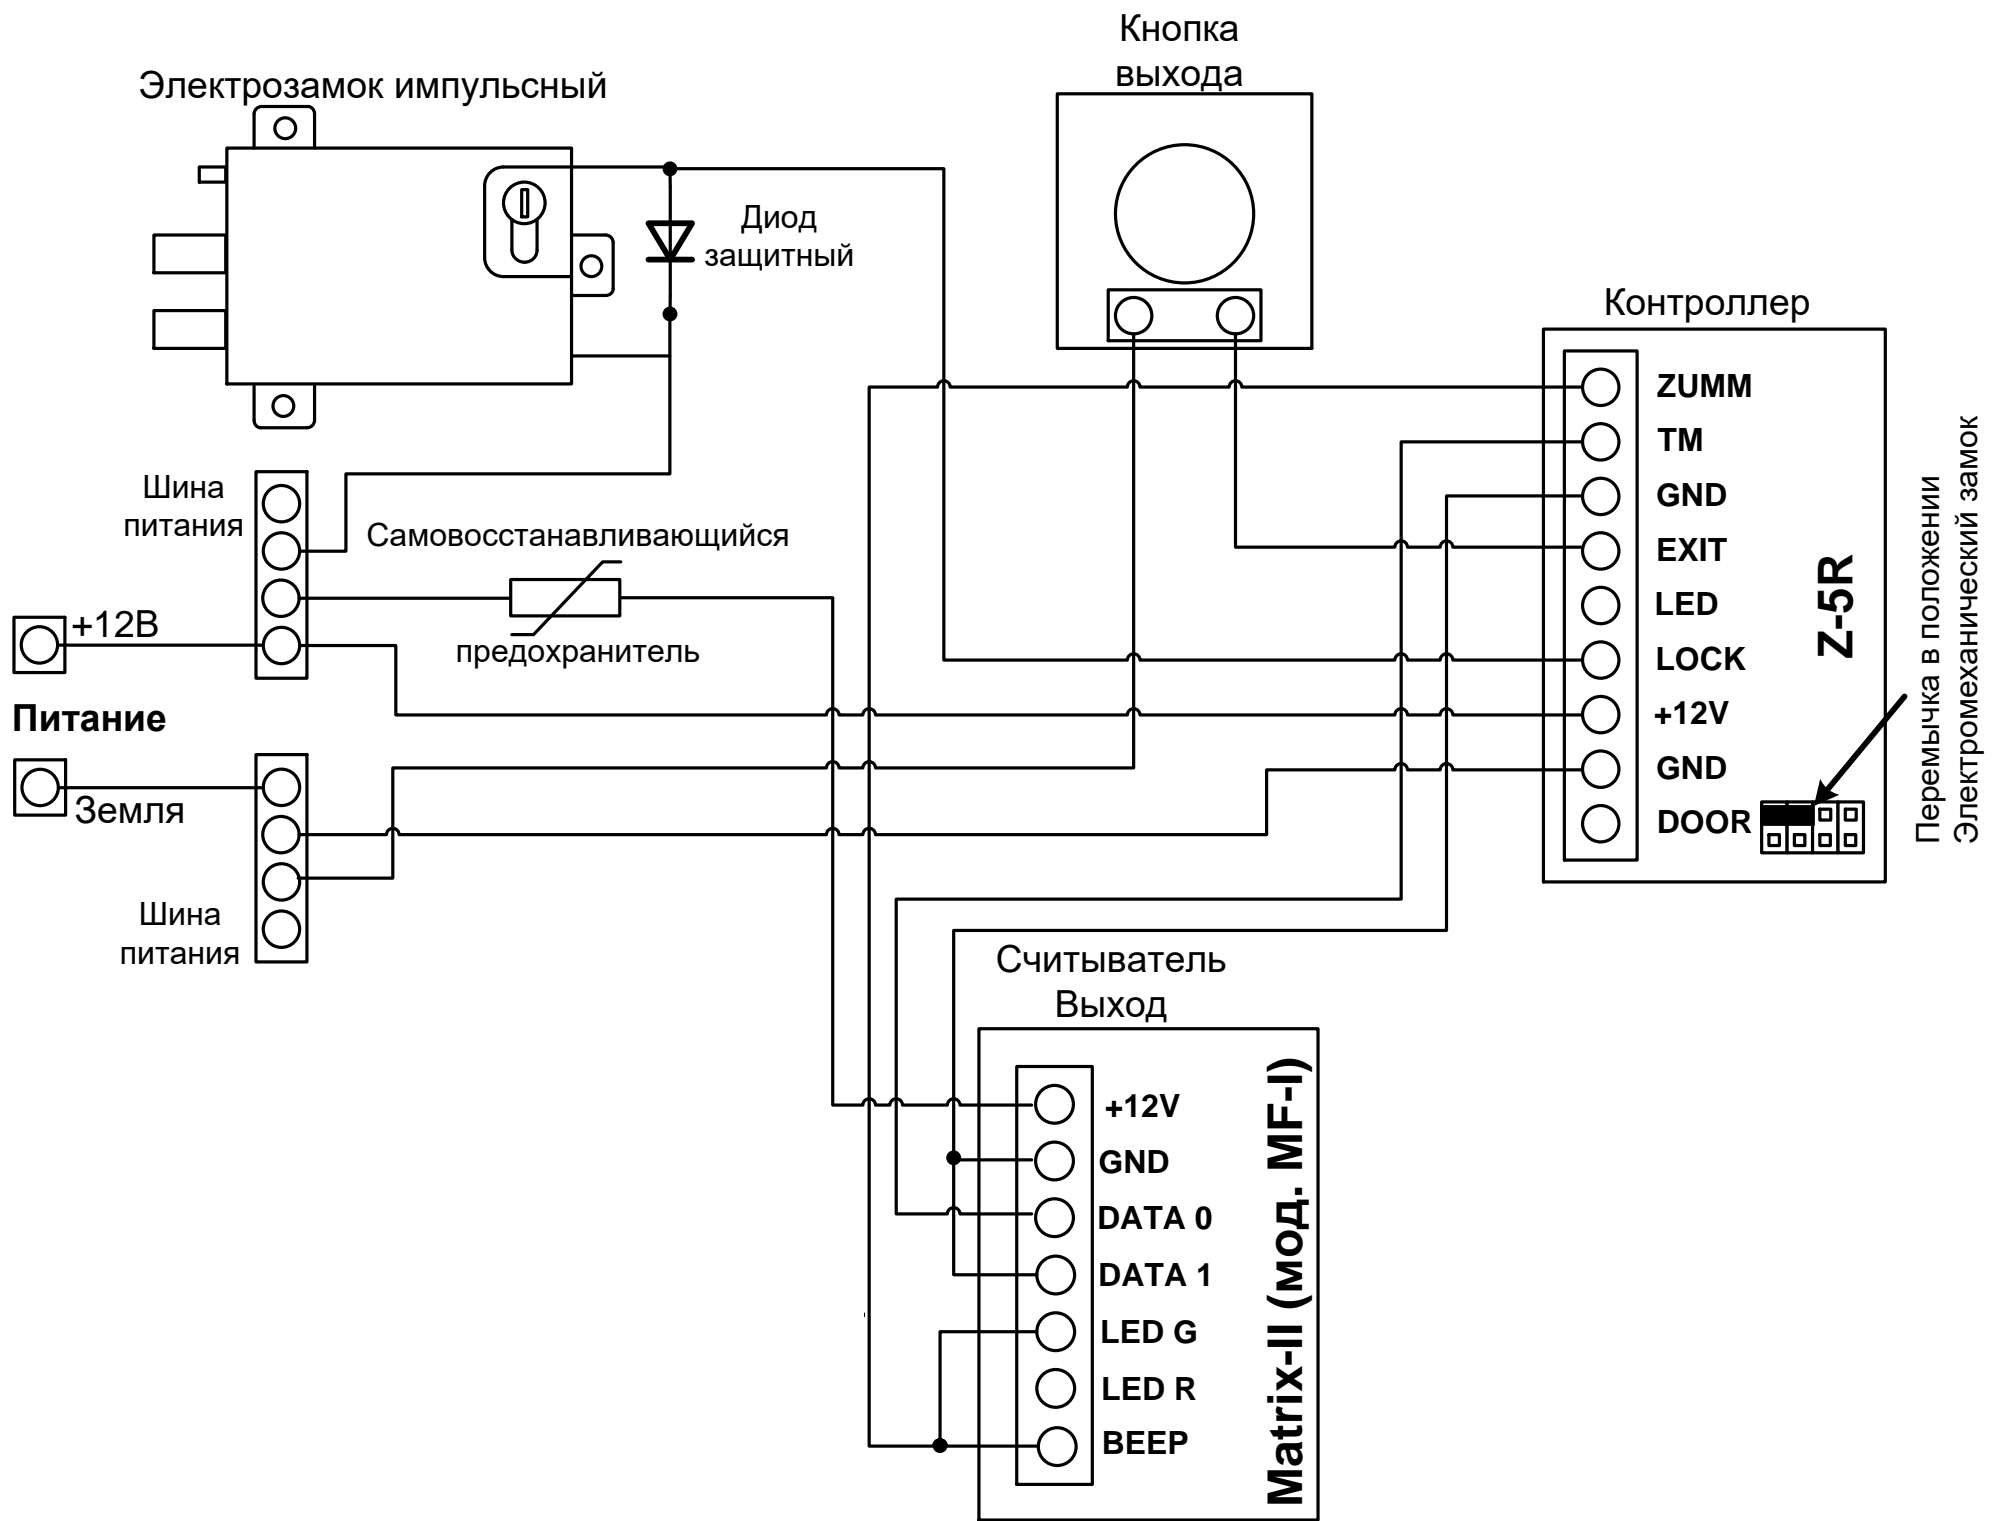 Кнопка
выхода
Электрозамок импульсный
Диод
защитный
Контроллер
ZUMM
TM
GND
EXIT
LED
LOCK
+12V
GND
DOOR
Z-5R
Перемычка в положении
Электромеханический замок
Шина
питания
Самовосстанавливающийся
предохранитель
+12В
Питание
Земля
Шина
питания
Считыватель
Выход
+12V
GND
DATA 0
DATA 1
LED G
LED R
BEEP
Matrix-II (мод. MF-I)